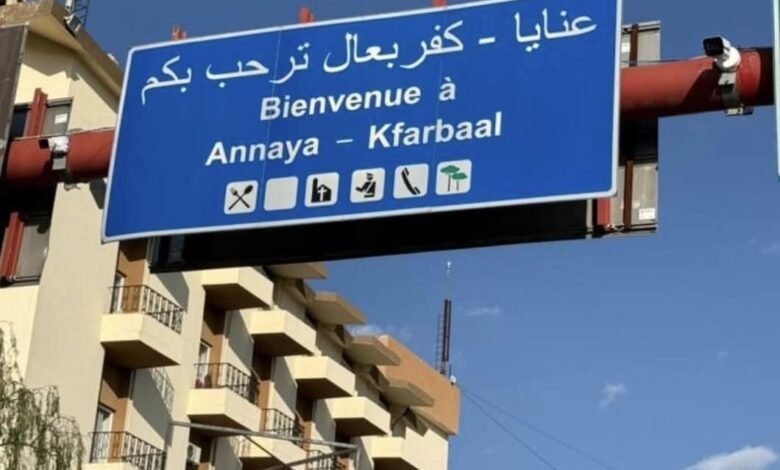 عنايا - كفربعال ترحب بكم
Bienvenue à
Annaya - Kfarbaal